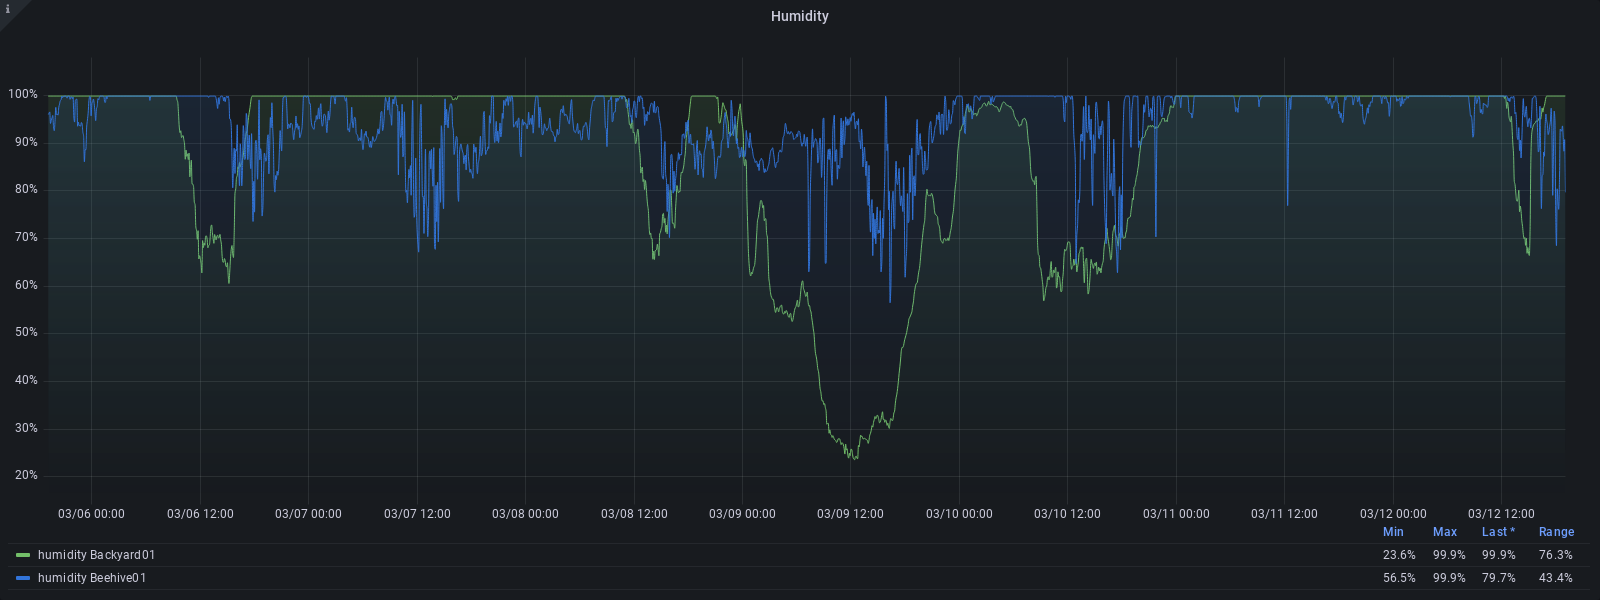 i
Humidity
100%
90%
80%
70%
60%
50%
40%
30%
20%
03/06 00:00 03/06 12:00 03/07 00:00 03/07 12:00 03/08 00:00 03/08 12:00 03/09 00:00 03/09 12:00 03/10 00:00 03/10 12:00 03/11 00:00 03/11 12:00 03/12 00:00 03/12 12:00
Min Max Last * Range
humidity Backyard01 23.6% 99.9% 99.9% 76.3%
humidity Beehive01 56.5% 99.9% 79.7% 43.4%